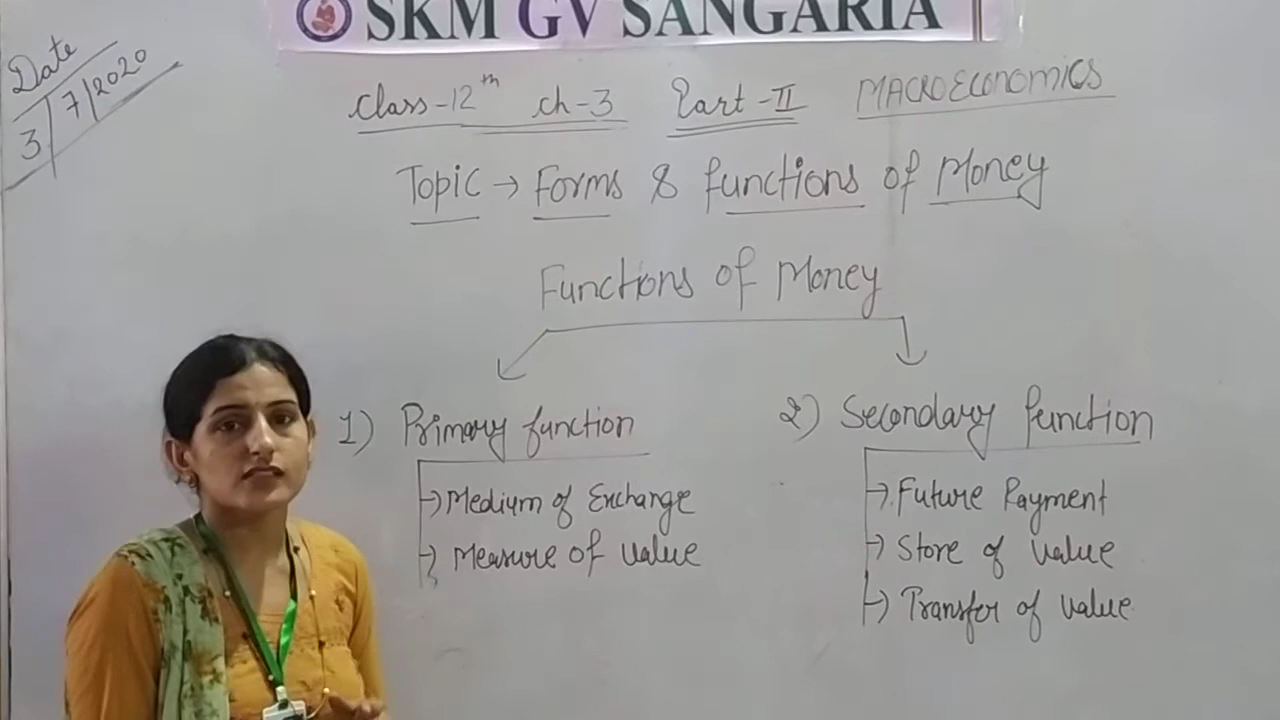 SKM GV SANGARIA
Date
3/7/2020
Class-12th ch-3 Part-II MACROECONOMICS
Topic → Forms & functions of Money
Functions of Money
1) Primary function
→ Medium of Exchange
→ Measure of value
2) Secondary function
→ Future Payment
→ Store of value
→ Transfer of value